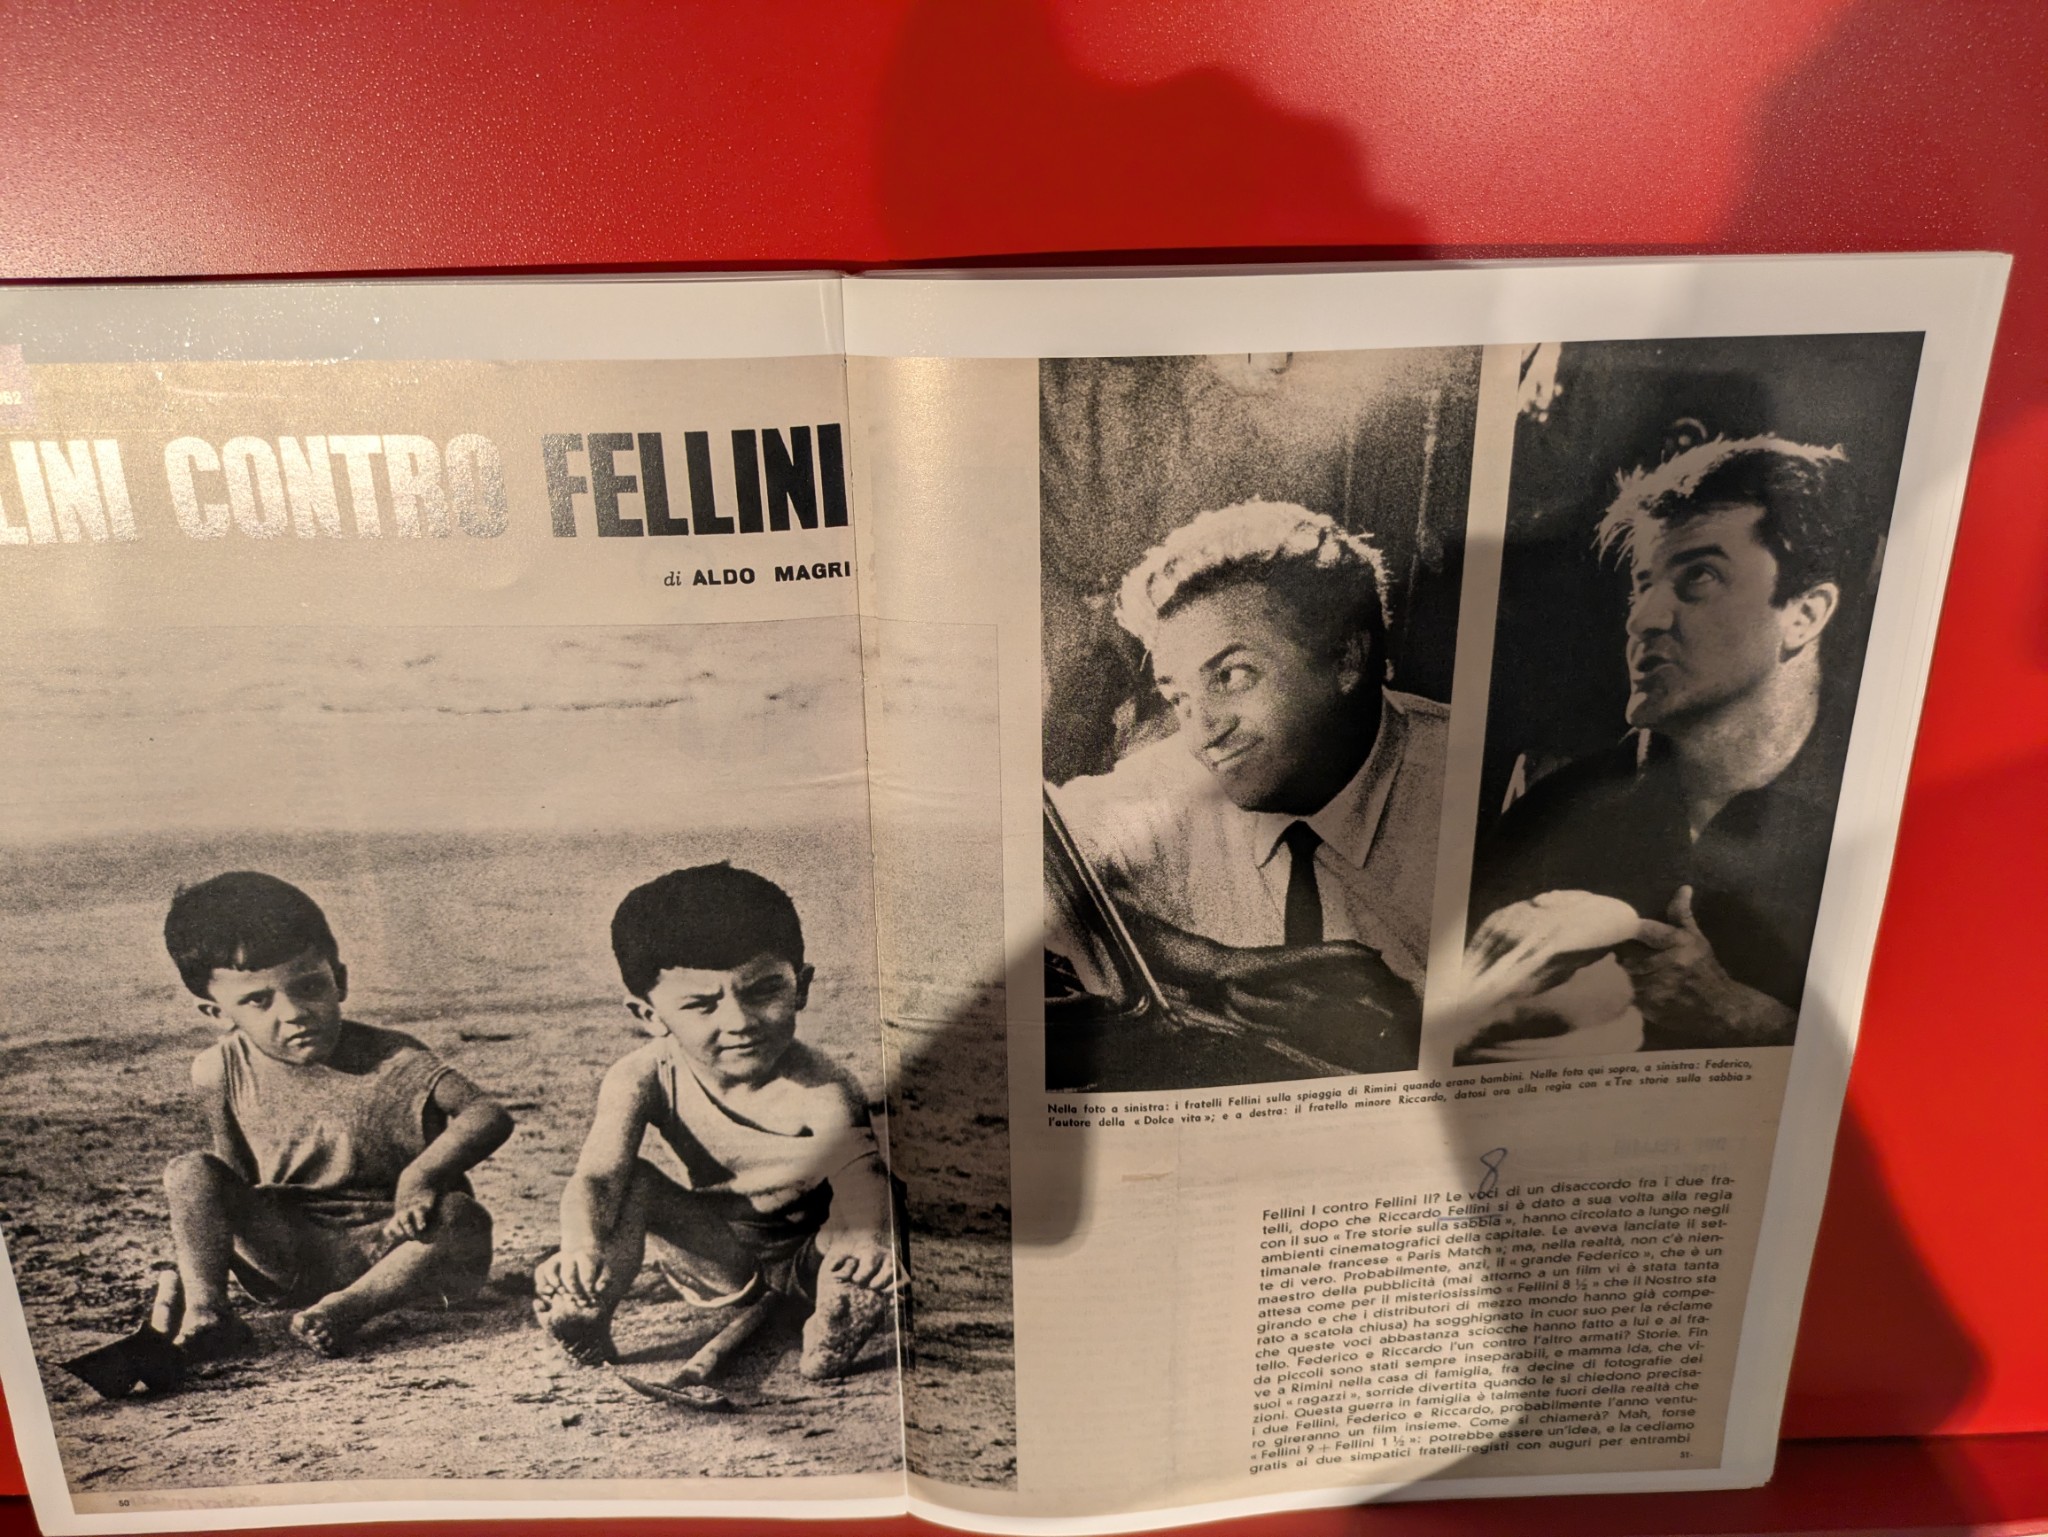 962
LINI CONTRO FELLINI
di ALDO MAGRI
Nella foto a sinistra: i fratelli Fellini sulla spiaggia di Rimini quando erano bambini. Nelle foto qui sopra, a sinistra: Federico,
l'autore della « Dolce vita »; e a destra: il fratello minore Riccardo, datosi ora alla regia con « Tre storie sulla sabbia »
8
Fellini I contro Fellini II? Le voci di un disaccordo fra i due fra-
telli, dopo che Riccardo Fellini si è dato a sua volta alla regia
con il suo « Tre storie sulla sabbia », hanno circolato a lungo negli
ambienti cinematografici della capitale. Le aveva lanciate il set-
timanale francese « Paris Match »; ma, nella realtà, non c'è nien-
te di vero. Probabilmente, anzi, il « grande Federico », che è un
maestro della pubblicità (mai attorno a un film vi è stata tanta
attesa come per il misteriosissimo « Fellini 8 ½ » che il Nostro sta
girando e che i distributori di mezzo mondo hanno già compe-
rato a scatola chiusa) ha sogghignato in cuor suo per la réclame
che queste voci abbastanza sciocche hanno fatto a lui e al fra-
tello. Federico e Riccardo l'un contro l'altro armati? Storie. Fin
da piccoli sono stati sempre inseparabili, e mamma Ida, che vi-
ve a Rimini nella casa di famiglia, fra decine di fotografie dei
suoi « ragazzi », sorride divertita quando le si chiedono precisa-
zioni. Questa guerra in famiglia è talmente fuori della realtà che
i due Fellini, Federico e Riccardo, probabilmente l'anno ventu-
ro gireranno un film insieme. Come si chiamerà? Mah, forse
« Fellini 9 + Fellini 1 ½ »: potrebbe essere un'idea, e la cediamo
gratis ai due simpatici fratelli-registi con auguri per entrambi
50
51